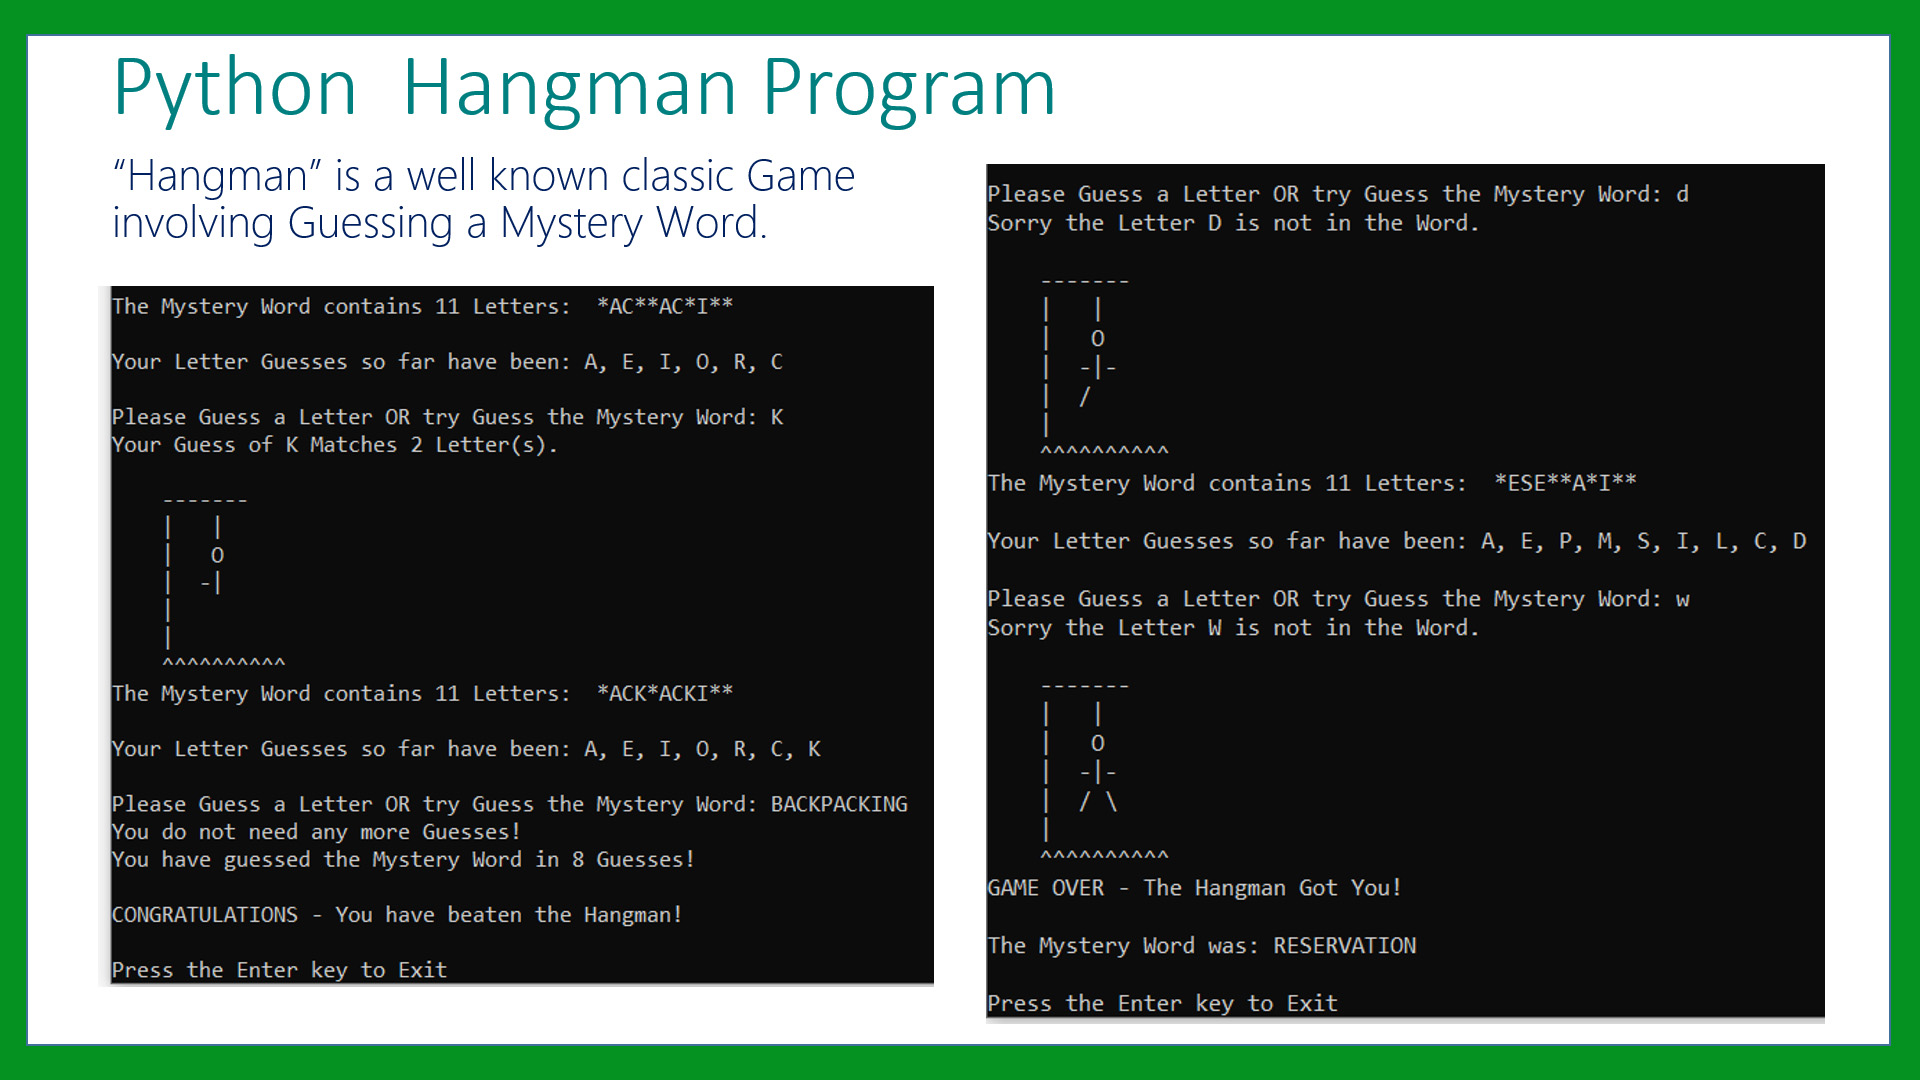 Python  Hangman Program
“Hangman” is a well known classic Game
involving Guessing a Mystery Word.
The Mystery Word contains 11 Letters:  *AC**AC*I**
Your Letter Guesses so far have been: A, E, I, O, R, C
Please Guess a Letter OR try Guess the Mystery Word: K
Your Guess of K Matches 2 Letter(s).
    -------
    |   |
    |   O
    |  -|
    |
    |
    ^^^^^^^^^^
The Mystery Word contains 11 Letters:  *ACK*ACKI**
Your Letter Guesses so far have been: A, E, I, O, R, C, K
Please Guess a Letter OR try Guess the Mystery Word: BACKPACKING
You do not need any more Guesses!
You have guessed the Mystery Word in 8 Guesses!
CONGRATULATIONS - You have beaten the Hangman!
Press the Enter key to Exit
Please Guess a Letter OR try Guess the Mystery Word: d
Sorry the Letter D is not in the Word.
    -------
    |   |
    |   O
    |  -|-
    |  /
    |
    ^^^^^^^^^^
The Mystery Word contains 11 Letters:  *ESE**A*I**
Your Letter Guesses so far have been: A, E, P, M, S, I, L, C, D
Please Guess a Letter OR try Guess the Mystery Word: w
Sorry the Letter W is not in the Word.
    -------
    |   |
    |   O
    |  -|-
    |  / \
    |
    ^^^^^^^^^^
GAME OVER - The Hangman Got You!
The Mystery Word was: RESERVATION
Press the Enter key to Exit